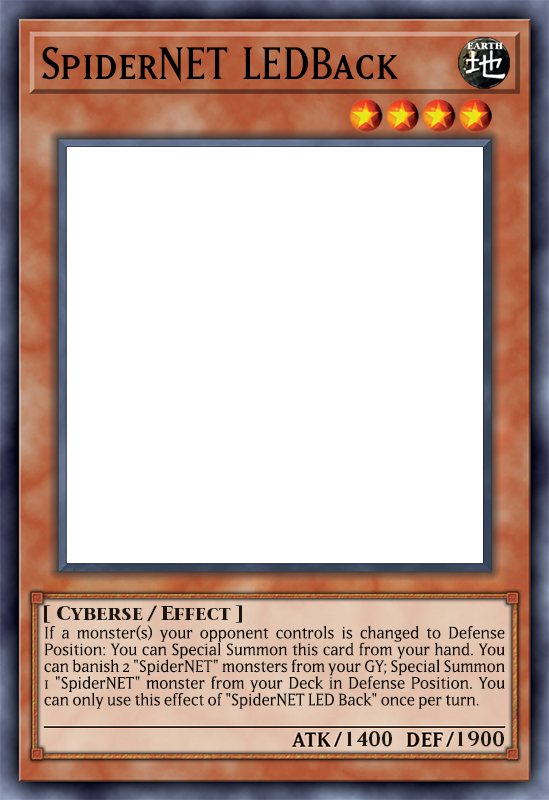 SpiderNET LEDBack
EARTH
地
[ Cyberse / Effect ]
If a monster(s) your opponent controls is changed to Defense
Position: You can Special Summon this card from your hand. You
can banish 2 "SpiderNET" monsters from your GY; Special Summon
1 "SpiderNET" monster from your Deck in Defense Position. You
can only use this effect of "SpiderNET LED Back" once per turn.
ATK/1400 DEF/1900